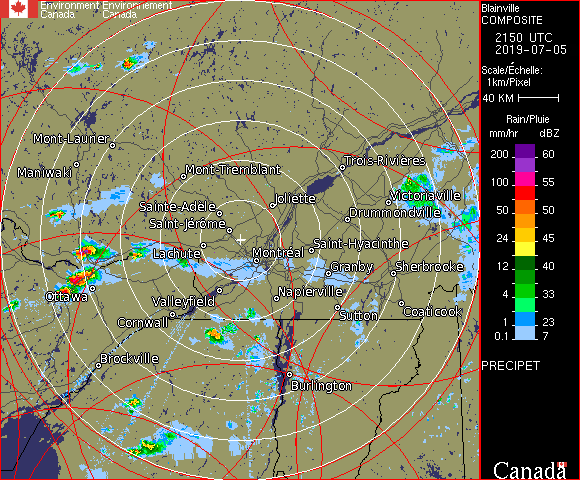 Environment Environnement
Canada Canada
Blainville
COMPOSITE
2150 UTC
2019-07-05
Scale/Échelle:
1km/Pixel
40 KM
Rain/Pluie
mm/hr dBZ
200 60
100 55
50 50
24 45
12 40
4 33
1 23
0.1 7
PRECIPET
Canada
Mont-Laurier
Maniwaki
Mont-Tremblant
Trois-Rivières
Victoriaville
Sainte-Adèle
Joliette
Drummondville
Saint-Jérôme
Lachute
Montréal
Saint-Hyacinthe
Granby
Sherbrooke
Ottawa
Valleyfield
Napierville
Cornwall
Sutton
Coaticook
Brockville
Burlington